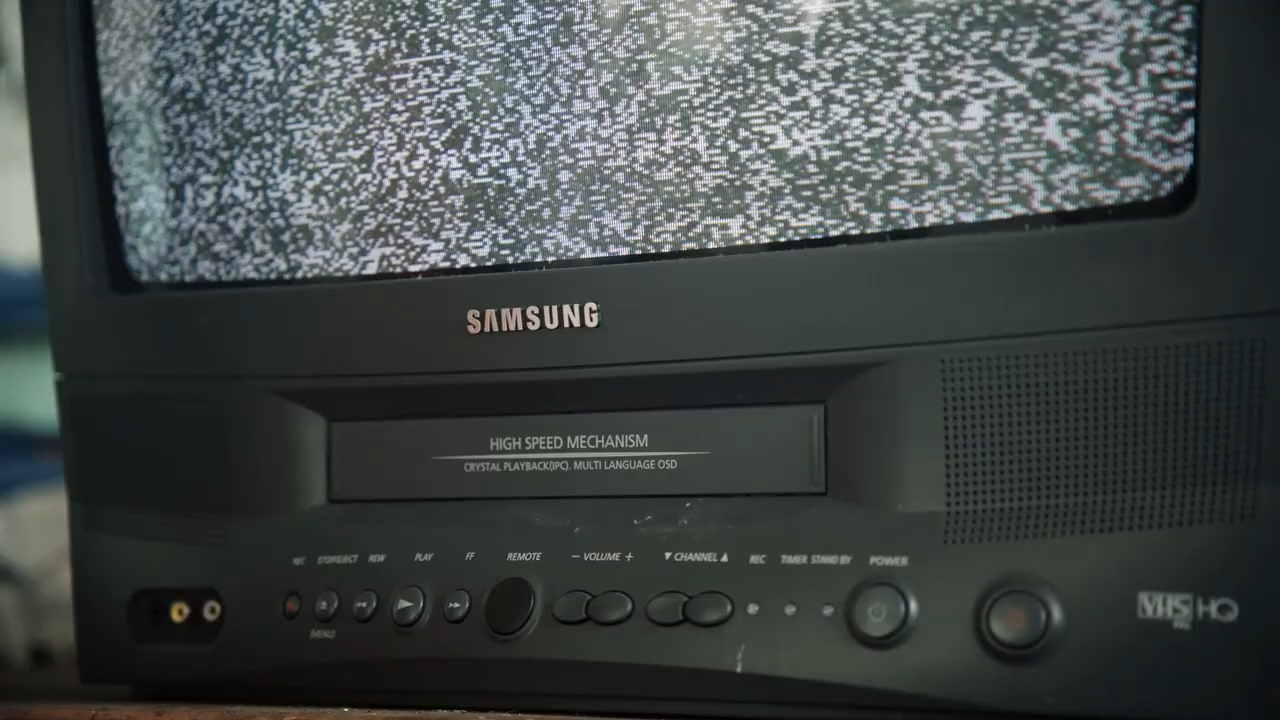 SAMSUNG
HIGH SPEED MECHANISM
CRYSTAL PLAYBACK(IPC). MULTI LANGUAGE OSD
REC STOP/EJECT REW PLAY FF REMOTE − VOLUME + ▼ CHANNEL ▲ REC TIMER STAND BY POWER
(MENU)
VHS HQ